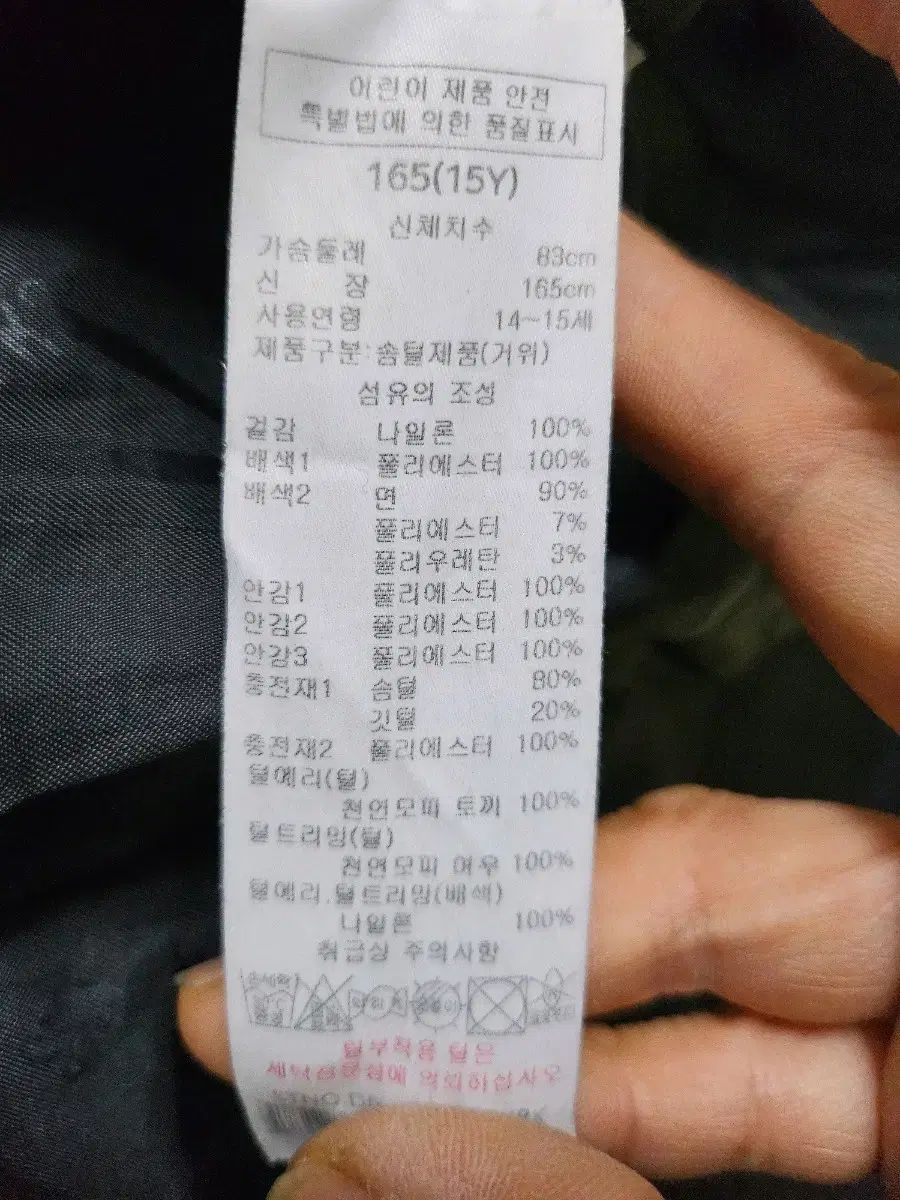 어린이 제품 안전
특별법에 의한 품질표시
165(15Y)
신체치수
가슴둘레 83cm
신 장 165cm
사용연령 14~15세
제품구분:솜털제품(거위)
섬유의 조성
겉감 나일론 100%
배색1 폴리에스터 100%
배색2 면 90%
폴리에스터 7%
폴리우레탄 3%
안감1 폴리에스터 100%
안감2 폴리에스터 100%
안감3 폴리에스터 100%
충전재1 솜털 80%
깃털 20%
충전재2 폴리에스터 100%
털에리(털)
천연모피 토끼 100%
털트리밍(털)
천연모피 여우 100%
털에리.털트리밍(배색)
나일론 100%
취급상 주의사항
손세탁
털부착용 털은
세탁전문점에 의뢰하십시오